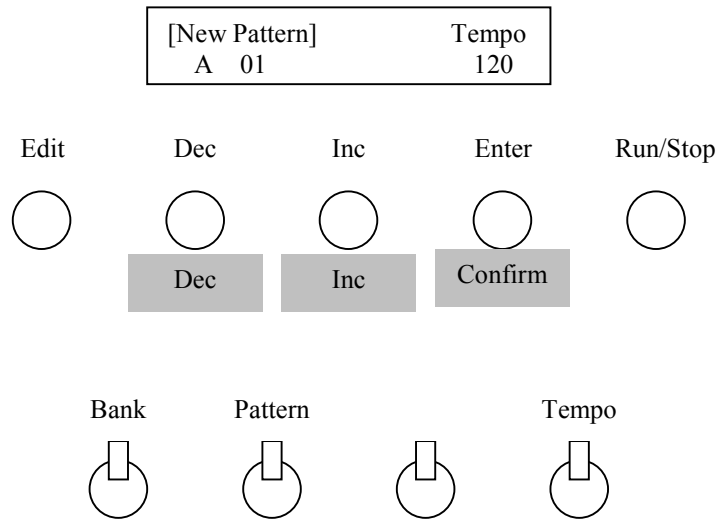 [New Pattern] Tempo
A 01 120
Edit Dec Inc Enter Run/Stop
Dec Inc Confirm
Bank Pattern Tempo